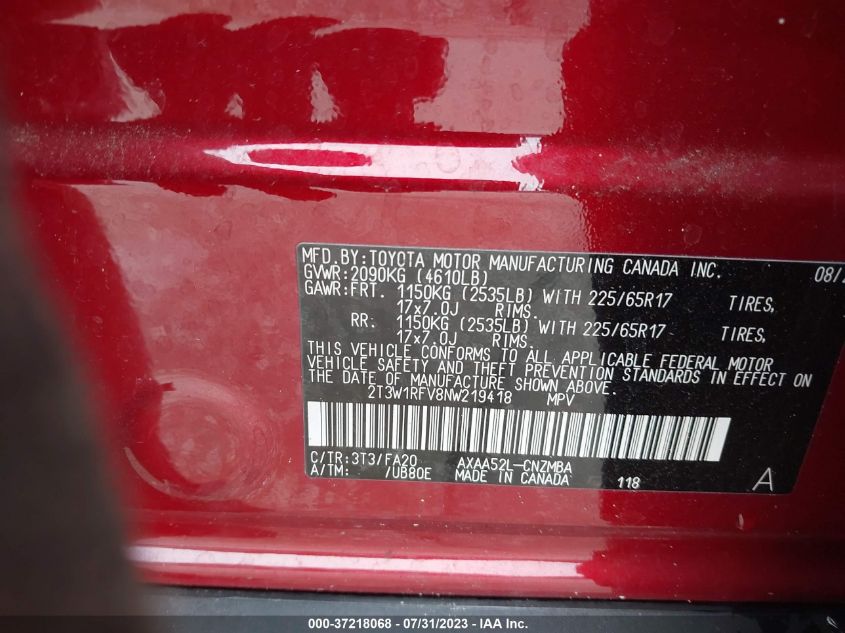 MFD.BY:TOYOTA MOTOR MANUFACTURING CANADA INC. 08/
GVWR:2090KG (4610LB)
GAWR:FRT. 1150KG (2535LB) WITH 225/65R17 TIRES,
17x7.0J RIMS.
RR: 1150KG (2535LB) WITH 225/65R17 TIRES,
17x7.0J RIMS.
THIS VEHICLE CONFORMS TO ALL APPLICABLE FEDERAL MOTOR
VEHICLE SAFETY AND THEFT PREVENTION STANDARDS IN EFFECT ON
THE DATE OF MANUFACTURE SHOWN ABOVE.
2T3W1RFV8NW219418 MPV
C/TR:3T3/FA20 AXAA52L-CNZMBA
A/TM: /UB80E MADE IN CANADA 118 A
000-37218068 - 07/31/2023 - IAA Inc.